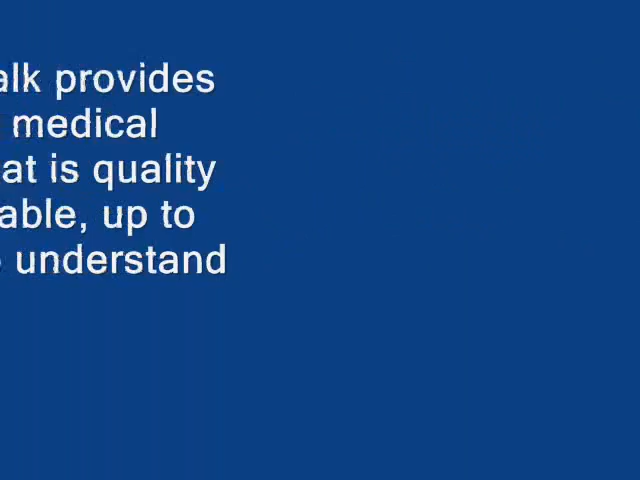 alk provides
medical
at is quality
able, up to
understand